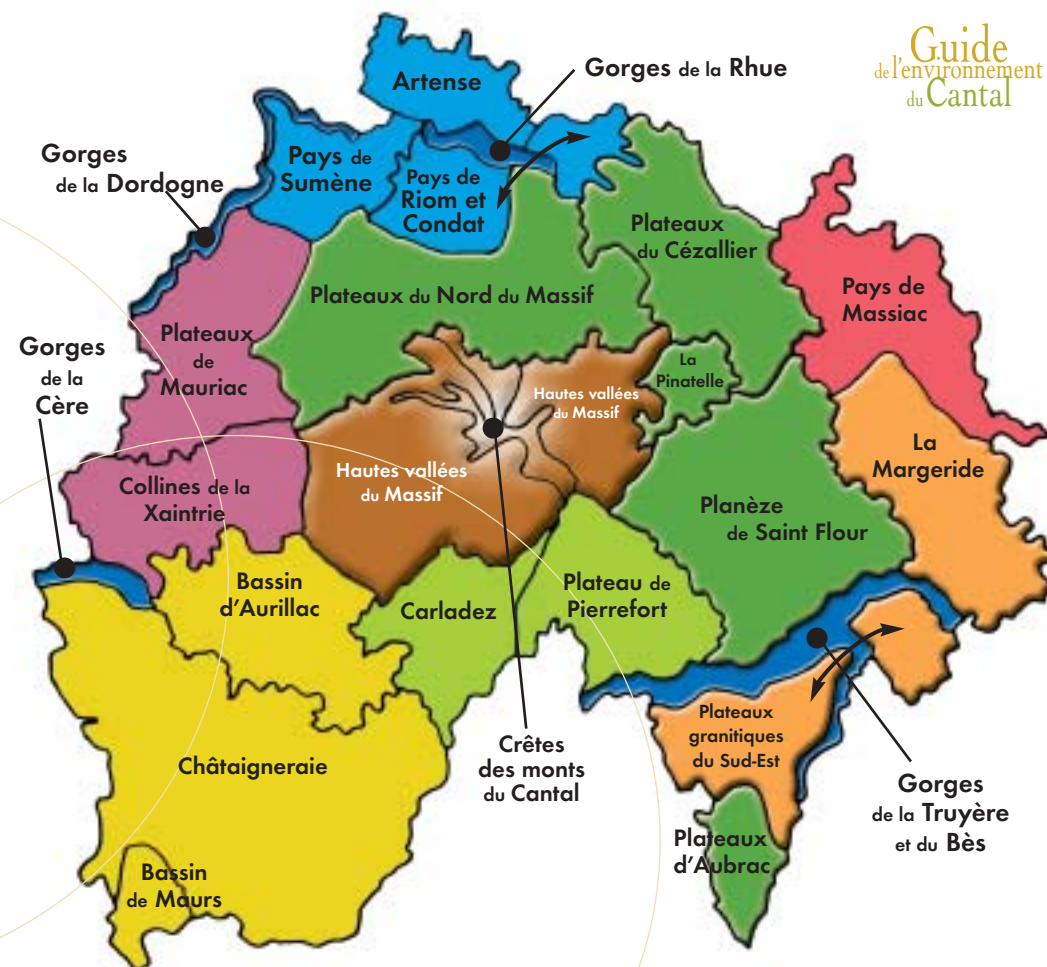 Guide
de l'environnement
du Cantal
Artense
Gorges de la Rhue
Gorges
de la Dordogne
Pays de
Sumène
Pays de
Riom et
Condat
Plateaux
du Cézallier
Plateaux du Nord du Massif
Pays de
Massiac
Plateaux
de
Mauriac
Gorges
de la
Cère
La
Pinatelle
Hautes vallées
du Massif
Hautes vallées
du Massif
La
Margeride
Collines de la
Xaintrie
Planèze
de Saint Flour
Bassin
d'Aurillac
Carladez
Plateau de
Pierrefort
Plateaux
granitiques
du Sud-Est
Châtaigneraie
Crêtes
des monts
du Cantal
Gorges
de la Truyère
et du Bès
Plateaux
d'Aubrac
Bassin
de Maurs